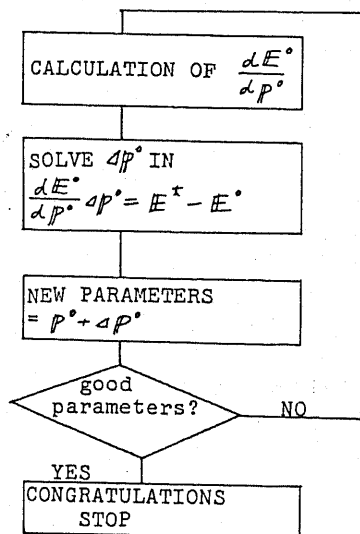 CALCULATION OF dE°
dP°
SOLVE ΔP° IN
dE°
dP° ΔP° = E* - E°
NEW PARAMETERS
= P° + ΔP°
good
parameters?
NO
YES
CONGRATULATIONS
STOP